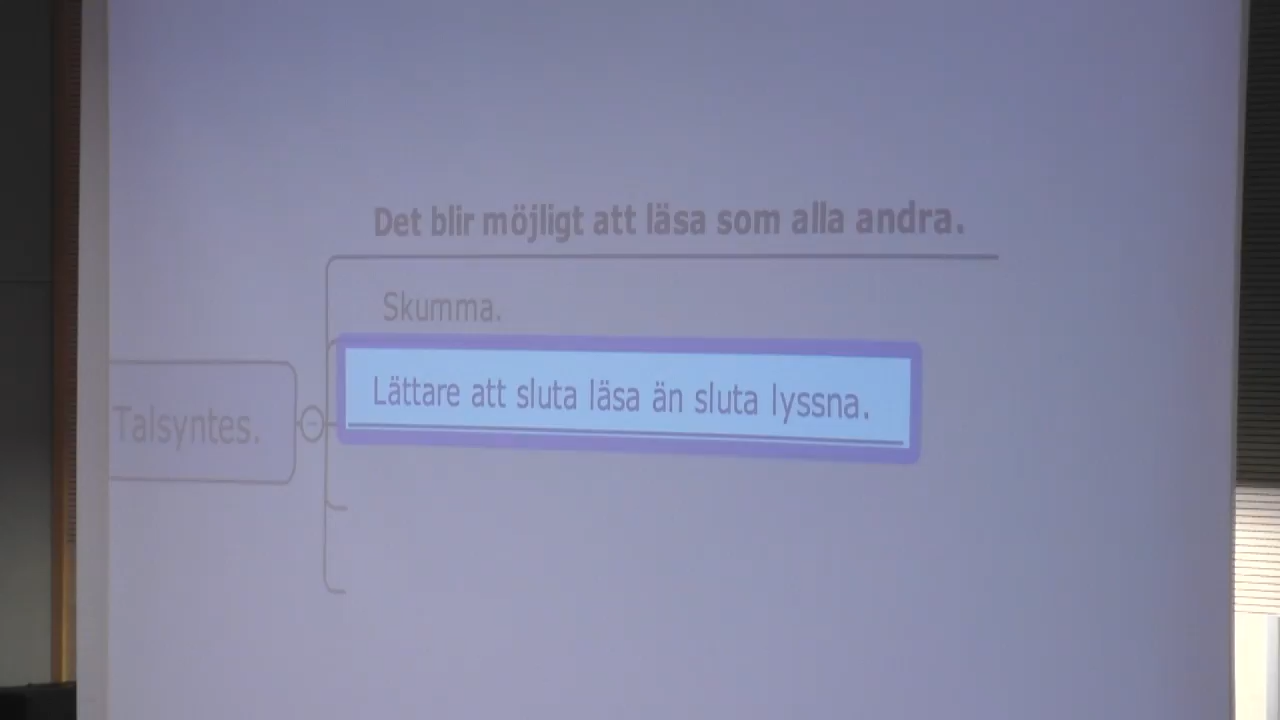 Det blir möjligt att läsa som alla andra.
Skumma.
Lättare att sluta läsa än sluta lyssna.
Talsyntes.